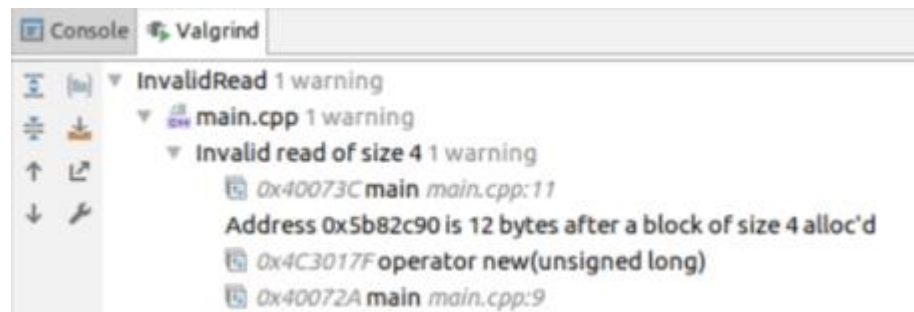 Console Valgrind
InvalidRead 1 warning
main.cpp 1 warning
Invalid read of size 4 1 warning
0x40073C main main.cpp:11
Address 0x5b82c90 is 12 bytes after a block of size 4 alloc'd
0x4C3017F operator new(unsigned long)
0x40072A main main.cpp:9